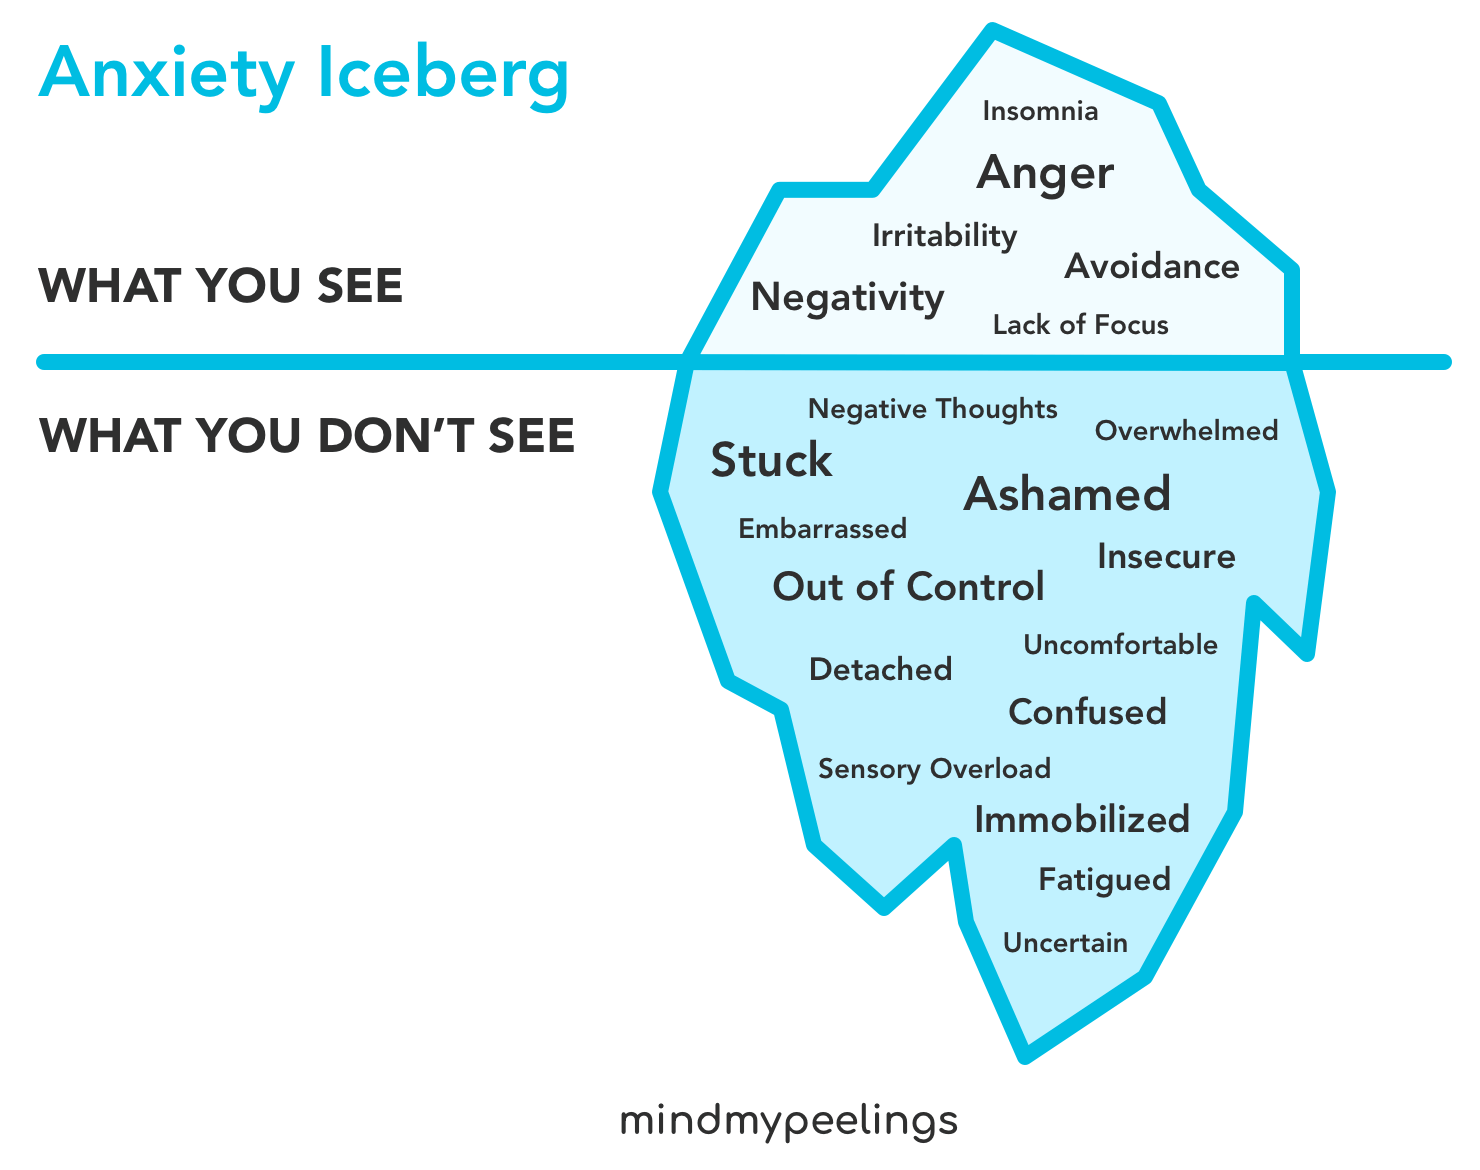 Anxiety Iceberg
WHAT YOU SEE
Insomnia
Anger
Irritability
Avoidance
Negativity
Lack of Focus
WHAT YOU DON’T SEE
Negative Thoughts
Overwhelmed
Stuck
Ashamed
Embarrassed
Insecure
Out of Control
Uncomfortable
Detached
Confused
Sensory Overload
Immobilized
Fatigued
Uncertain
mindmypeelings